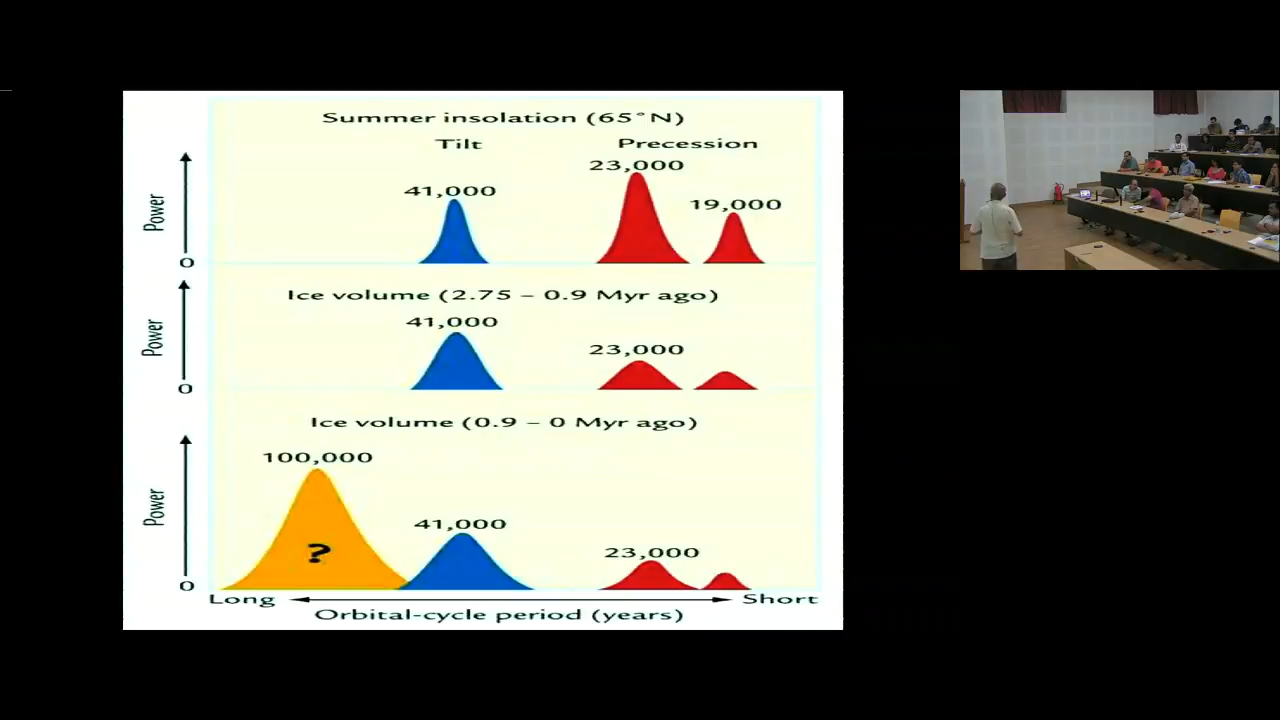 Summer insolation (65°N)
Tilt Precession
23,000
41,000
19,000
Power
0
Ice volume (2.75 – 0.9 Myr ago)
41,000
23,000
Power
0
Ice volume (0.9 – 0 Myr ago)
100,000
41,000
23,000
Power
?
0
Long Short
Orbital-cycle period (years)